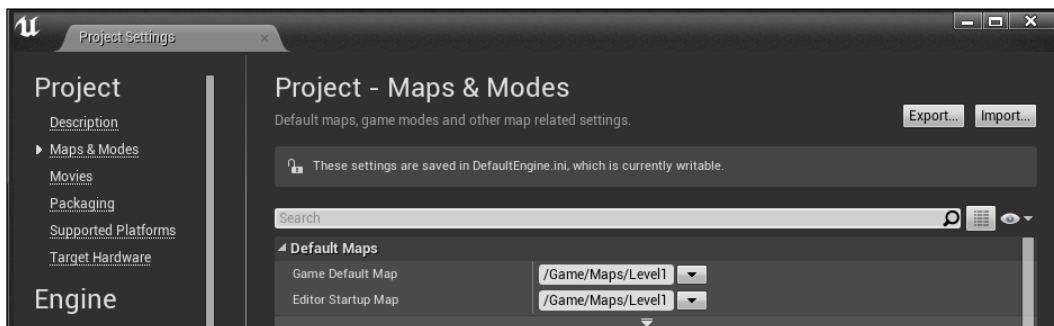 Project Settings
Project
Description
Maps & Modes
Movies
Packaging
Supported Platforms
Target Hardware
Engine
Project - Maps & Modes
Default maps, game modes and other map related settings.
Export...
Import...
These settings are saved in DefaultEngine.ini, which is currently writable.
Search
Default Maps
Game Default Map
/Game/Maps/Level1
Editor Startup Map
/Game/Maps/Level1